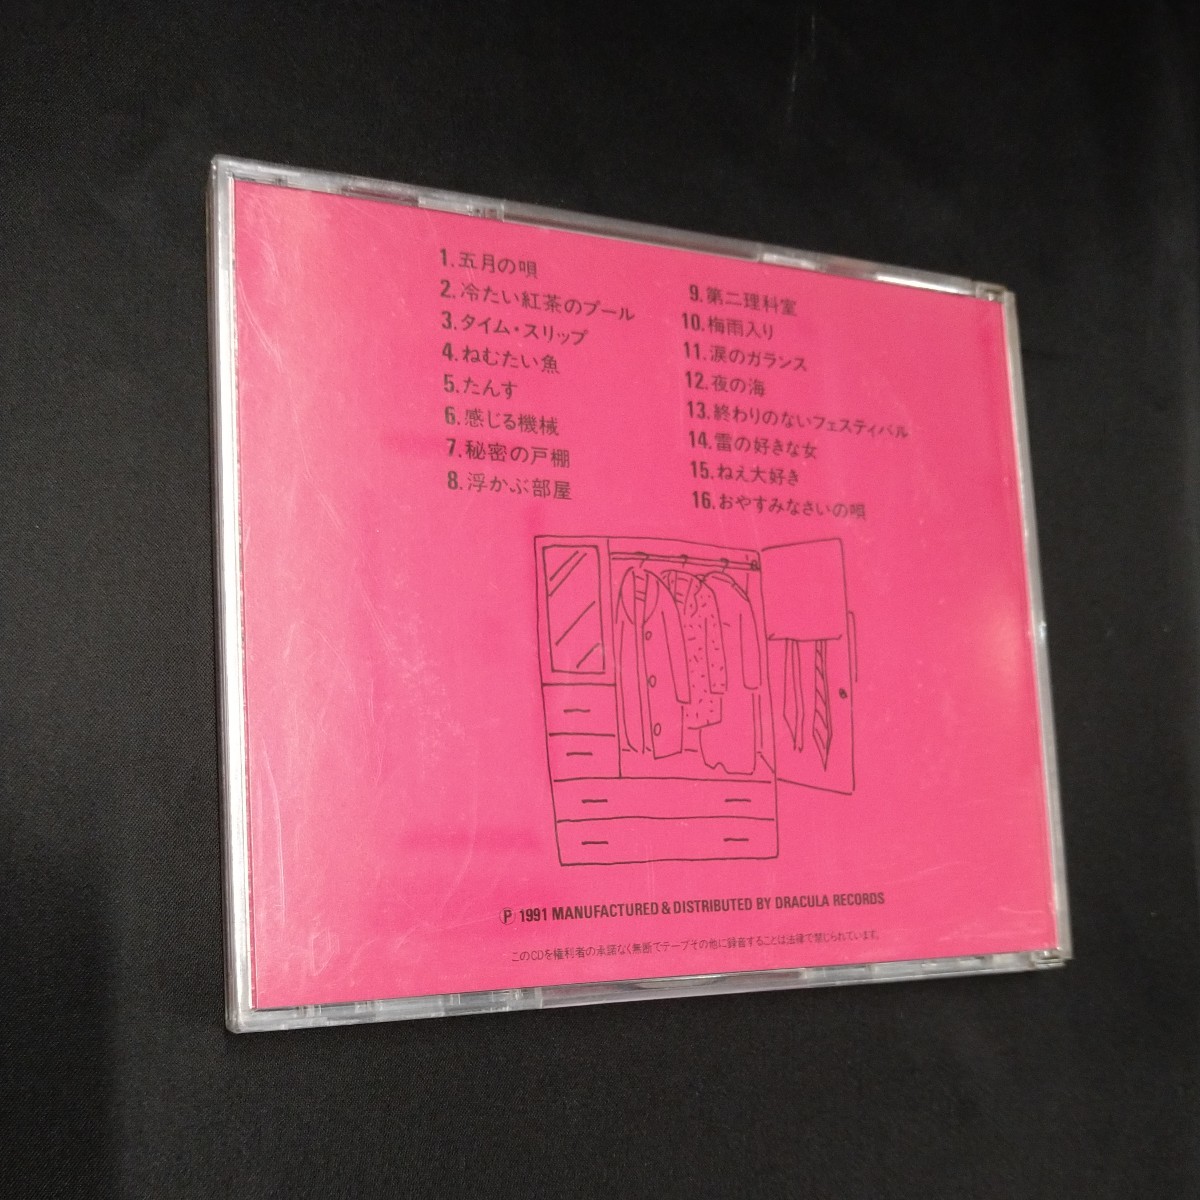 1.五月の唄
2.冷たい紅茶のプール
3.タイム・スリップ
4.ねむたい魚
5.たんす
6.感じる機械
7.秘密の戸棚
8.浮かぶ部屋
9.第二理科室
10.梅雨入り
11.涙のガランス
12.夜の海
13.終わりのないフェスティバル
14.雷の好きな女
15.ねえ大好き
16.おやすみなさいの唄
Ⓟ 1991 MANUFACTURED & DISTRIBUTED BY DRACULA RECORDS
このCDを権利者の承諾なく無断でテープその他に録音することは法律で禁じられています。